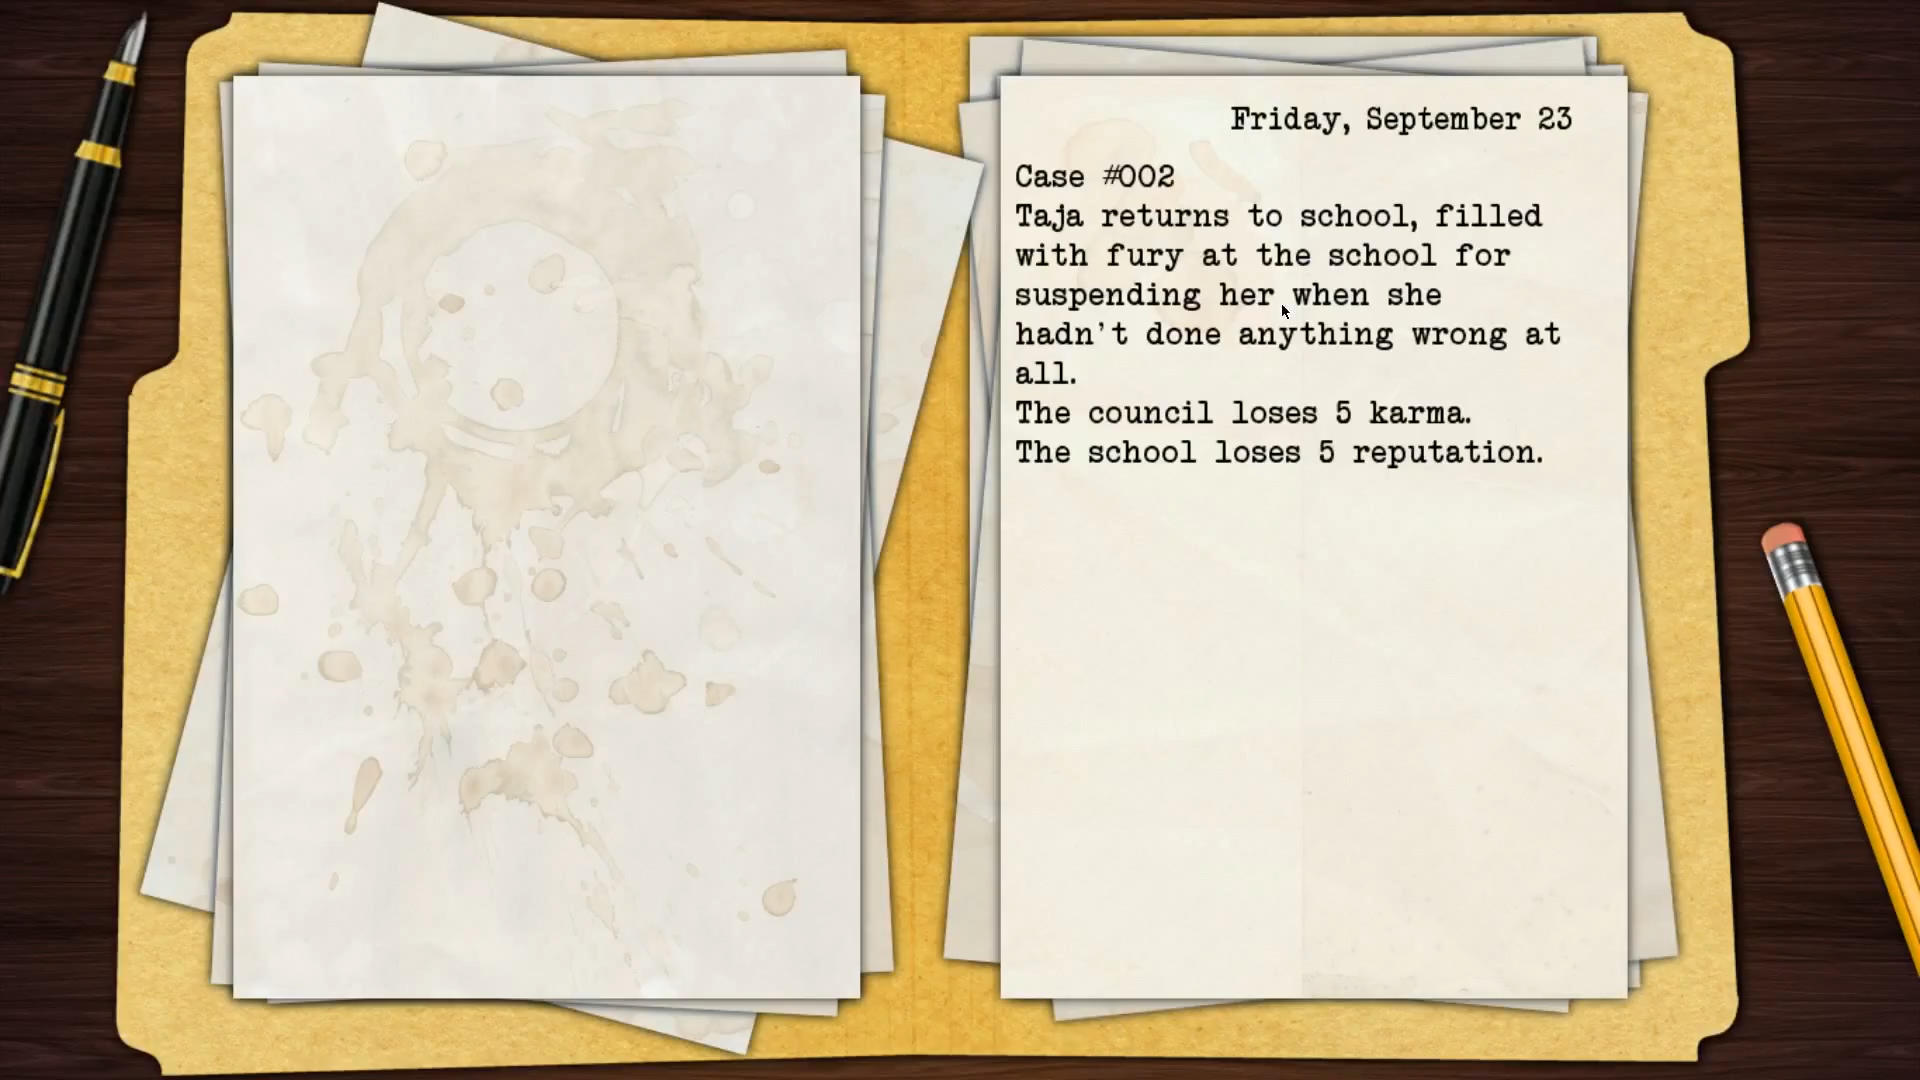 Friday, September 23
Case #002
Taja returns to school, filled
with fury at the school for
suspending her when she
hadn't done anything wrong at
all.
The council loses 5 karma.
The school loses 5 reputation.